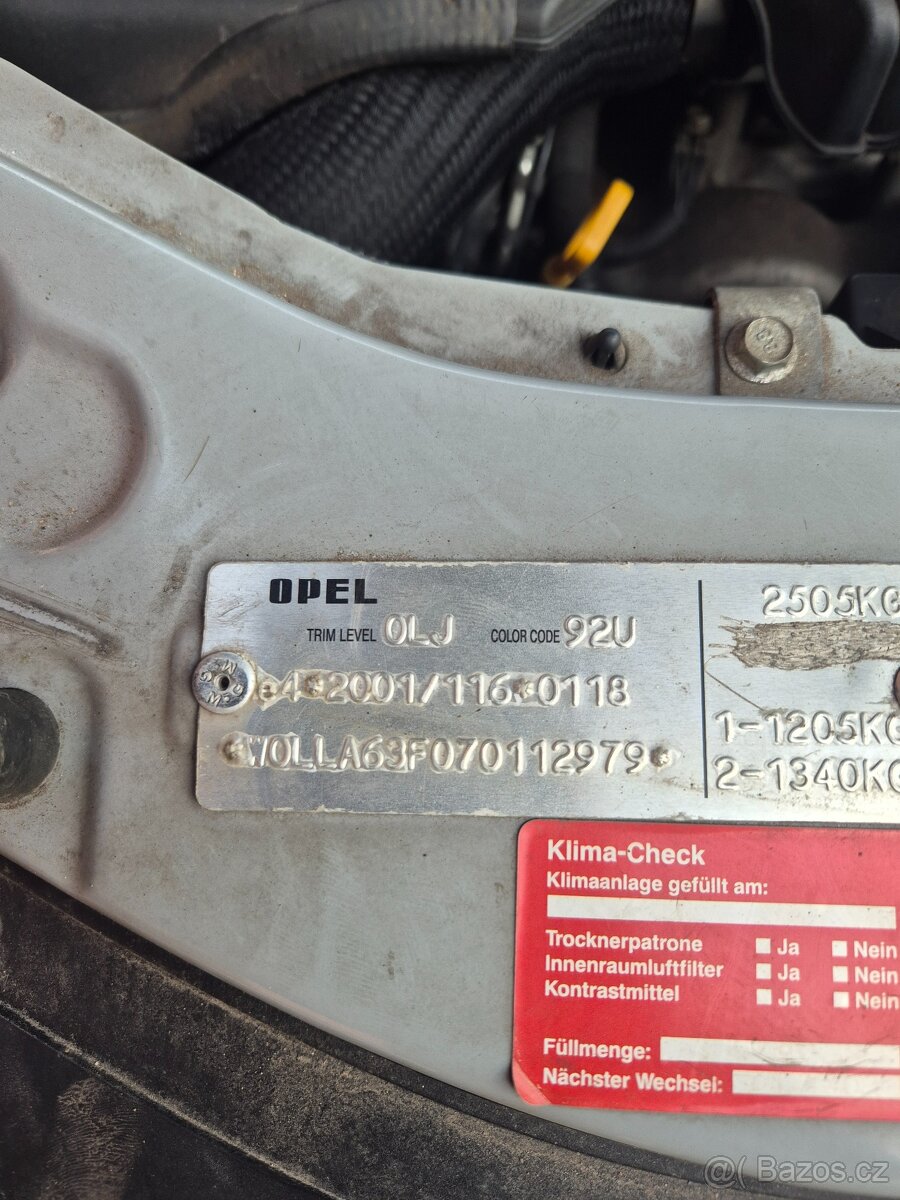 OPEL
TRIM LEVEL 0LJ COLOR CODE 92U
e4*2001/116*0118
*W0LLA63F070112979*
2505KG
1-1205KG
2-1340KG
Klima-Check
Klimaanlage gefüllt am:
Trocknerpatrone Ja Nein
Innenraumluftfilter Ja Nein
Kontrastmittel Ja Nein
Füllmenge:
Nächster Wechsel:
@( Bazos.cz